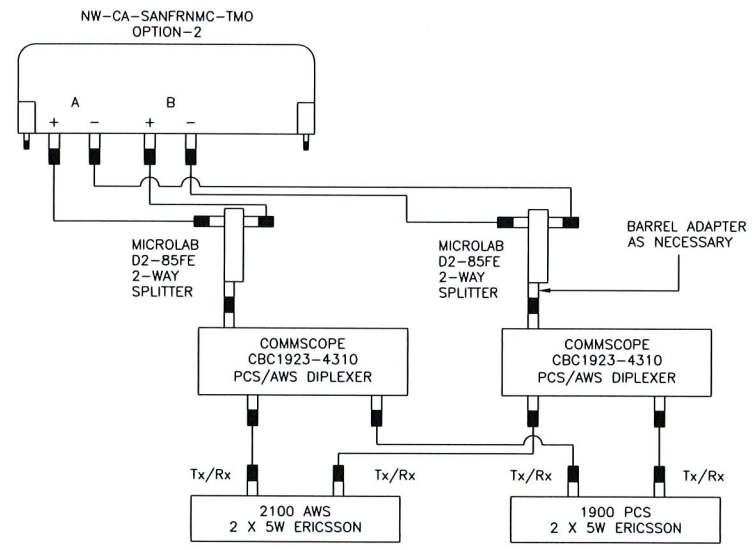 NW-CA-SANFRNMC-TMO
OPTION-2
A
B
+
-
+
-
MICROLAB
D2-85FE
2-WAY
SPLITTER
MICROLAB
D2-85FE
2-WAY
SPLITTER
BARREL ADAPTER
AS NECESSARY
COMMSCOPE
CBC1923-4310
PCS/AWS DIPLEXER
COMMSCOPE
CBC1923-4310
PCS/AWS DIPLEXER
Tx/Rx
Tx/Rx
Tx/Rx
Tx/Rx
2100 AWS
2 X 5W ERICSSON
1900 PCS
2 X 5W ERICSSON